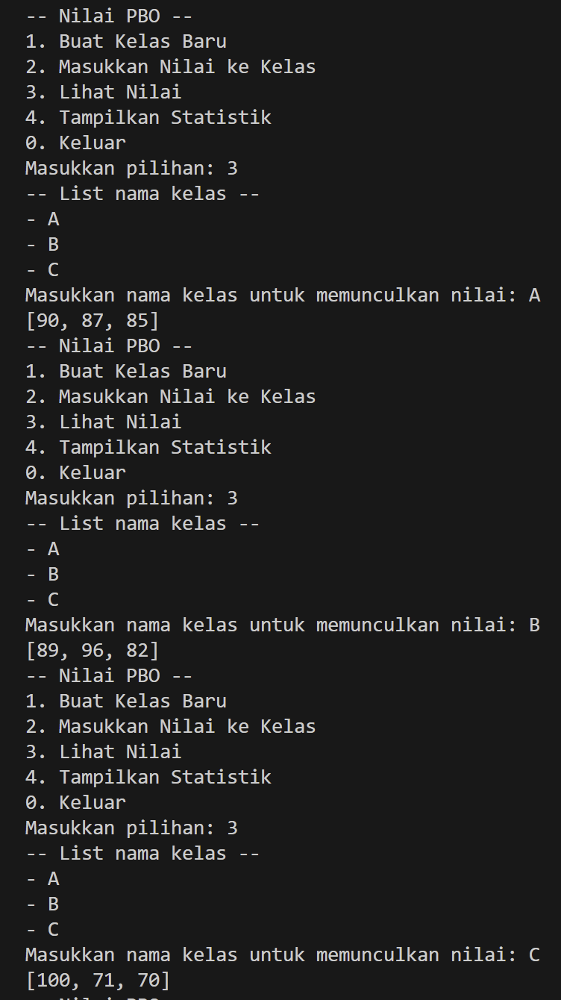 -- Nilai PBO --
1. Buat Kelas Baru
2. Masukkan Nilai ke Kelas
3. Lihat Nilai
4. Tampilkan Statistik
0. Keluar
Masukkan pilihan: 3
-- List nama kelas --
- A
- B
- C
Masukkan nama kelas untuk memunculkan nilai: A
[90, 87, 85]
-- Nilai PBO --
1. Buat Kelas Baru
2. Masukkan Nilai ke Kelas
3. Lihat Nilai
4. Tampilkan Statistik
0. Keluar
Masukkan pilihan: 3
-- List nama kelas --
- A
- B
- C
Masukkan nama kelas untuk memunculkan nilai: B
[89, 96, 82]
-- Nilai PBO --
1. Buat Kelas Baru
2. Masukkan Nilai ke Kelas
3. Lihat Nilai
4. Tampilkan Statistik
0. Keluar
Masukkan pilihan: 3
-- List nama kelas --
- A
- B
- C
Masukkan nama kelas untuk memunculkan nilai: C
[100, 71, 70]